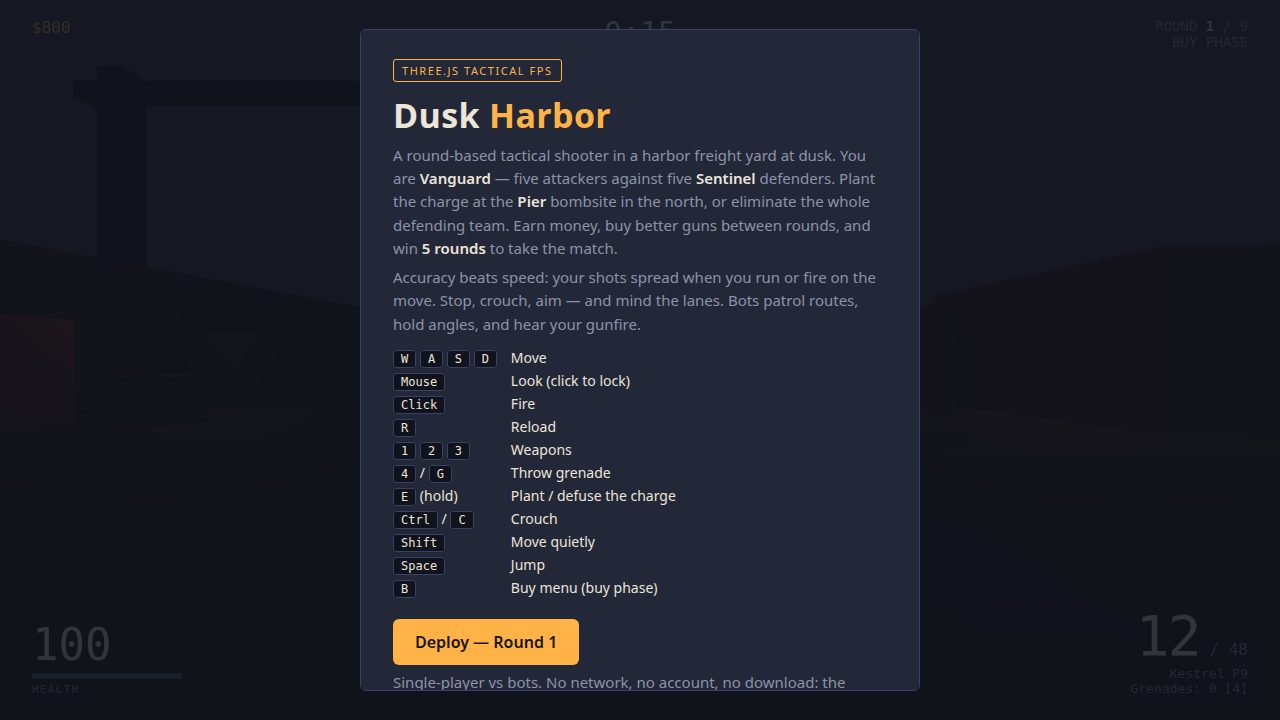 $800
0:15
ROUND 1 / 9
BUY PHASE
THREE.JS TACTICAL FPS
Dusk Harbor
A round-based tactical shooter in a harbor freight yard at dusk. You
are Vanguard — five attackers against five Sentinel defenders. Plant
the charge at the Pier bombsite in the north, or eliminate the whole
defending team. Earn money, buy better guns between rounds, and
win 5 rounds to take the match.
Accuracy beats speed: your shots spread when you run or fire on the
move. Stop, crouch, aim — and mind the lanes. Bots patrol routes,
hold angles, and hear your gunfire.
W A S D Move
Mouse Look (click to lock)
Click Fire
R Reload
1 2 3 Weapons
4 / G Throw grenade
E (hold) Plant / defuse the charge
Ctrl / C Crouch
Shift Move quietly
Space Jump
B Buy menu (buy phase)
Deploy — Round 1
Single-player vs bots. No network, no account, no download: the
100
HEALTH
12 / 48
Kestrel P9
Grenades: 0 [4]